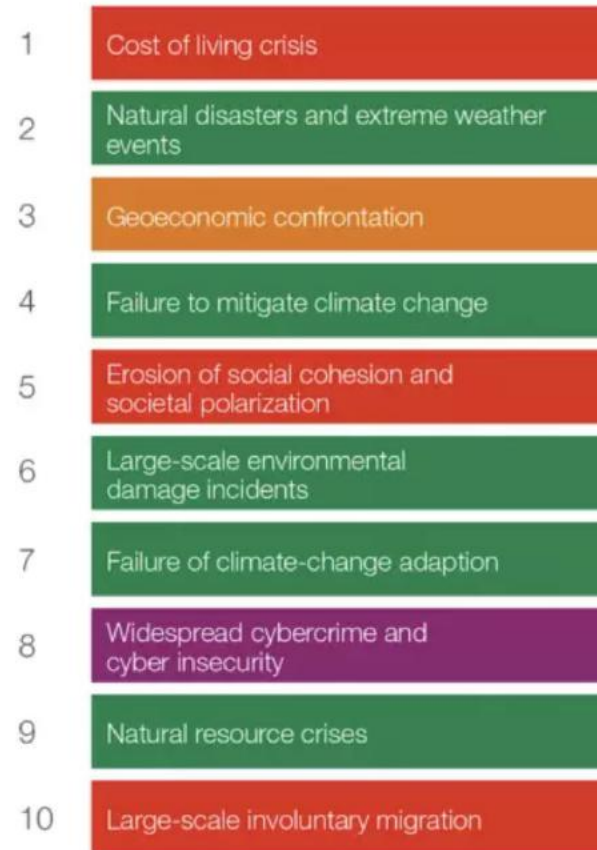 1 Cost of living crisis
2 Natural disasters and extreme weather
events
3 Geoeconomic confrontation
4 Failure to mitigate climate change
5 Erosion of social cohesion and
societal polarization
6 Large-scale environmental
damage incidents
7 Failure of climate-change adaption
8 Widespread cybercrime and
cyber insecurity
9 Natural resource crises
10 Large-scale involuntary migration